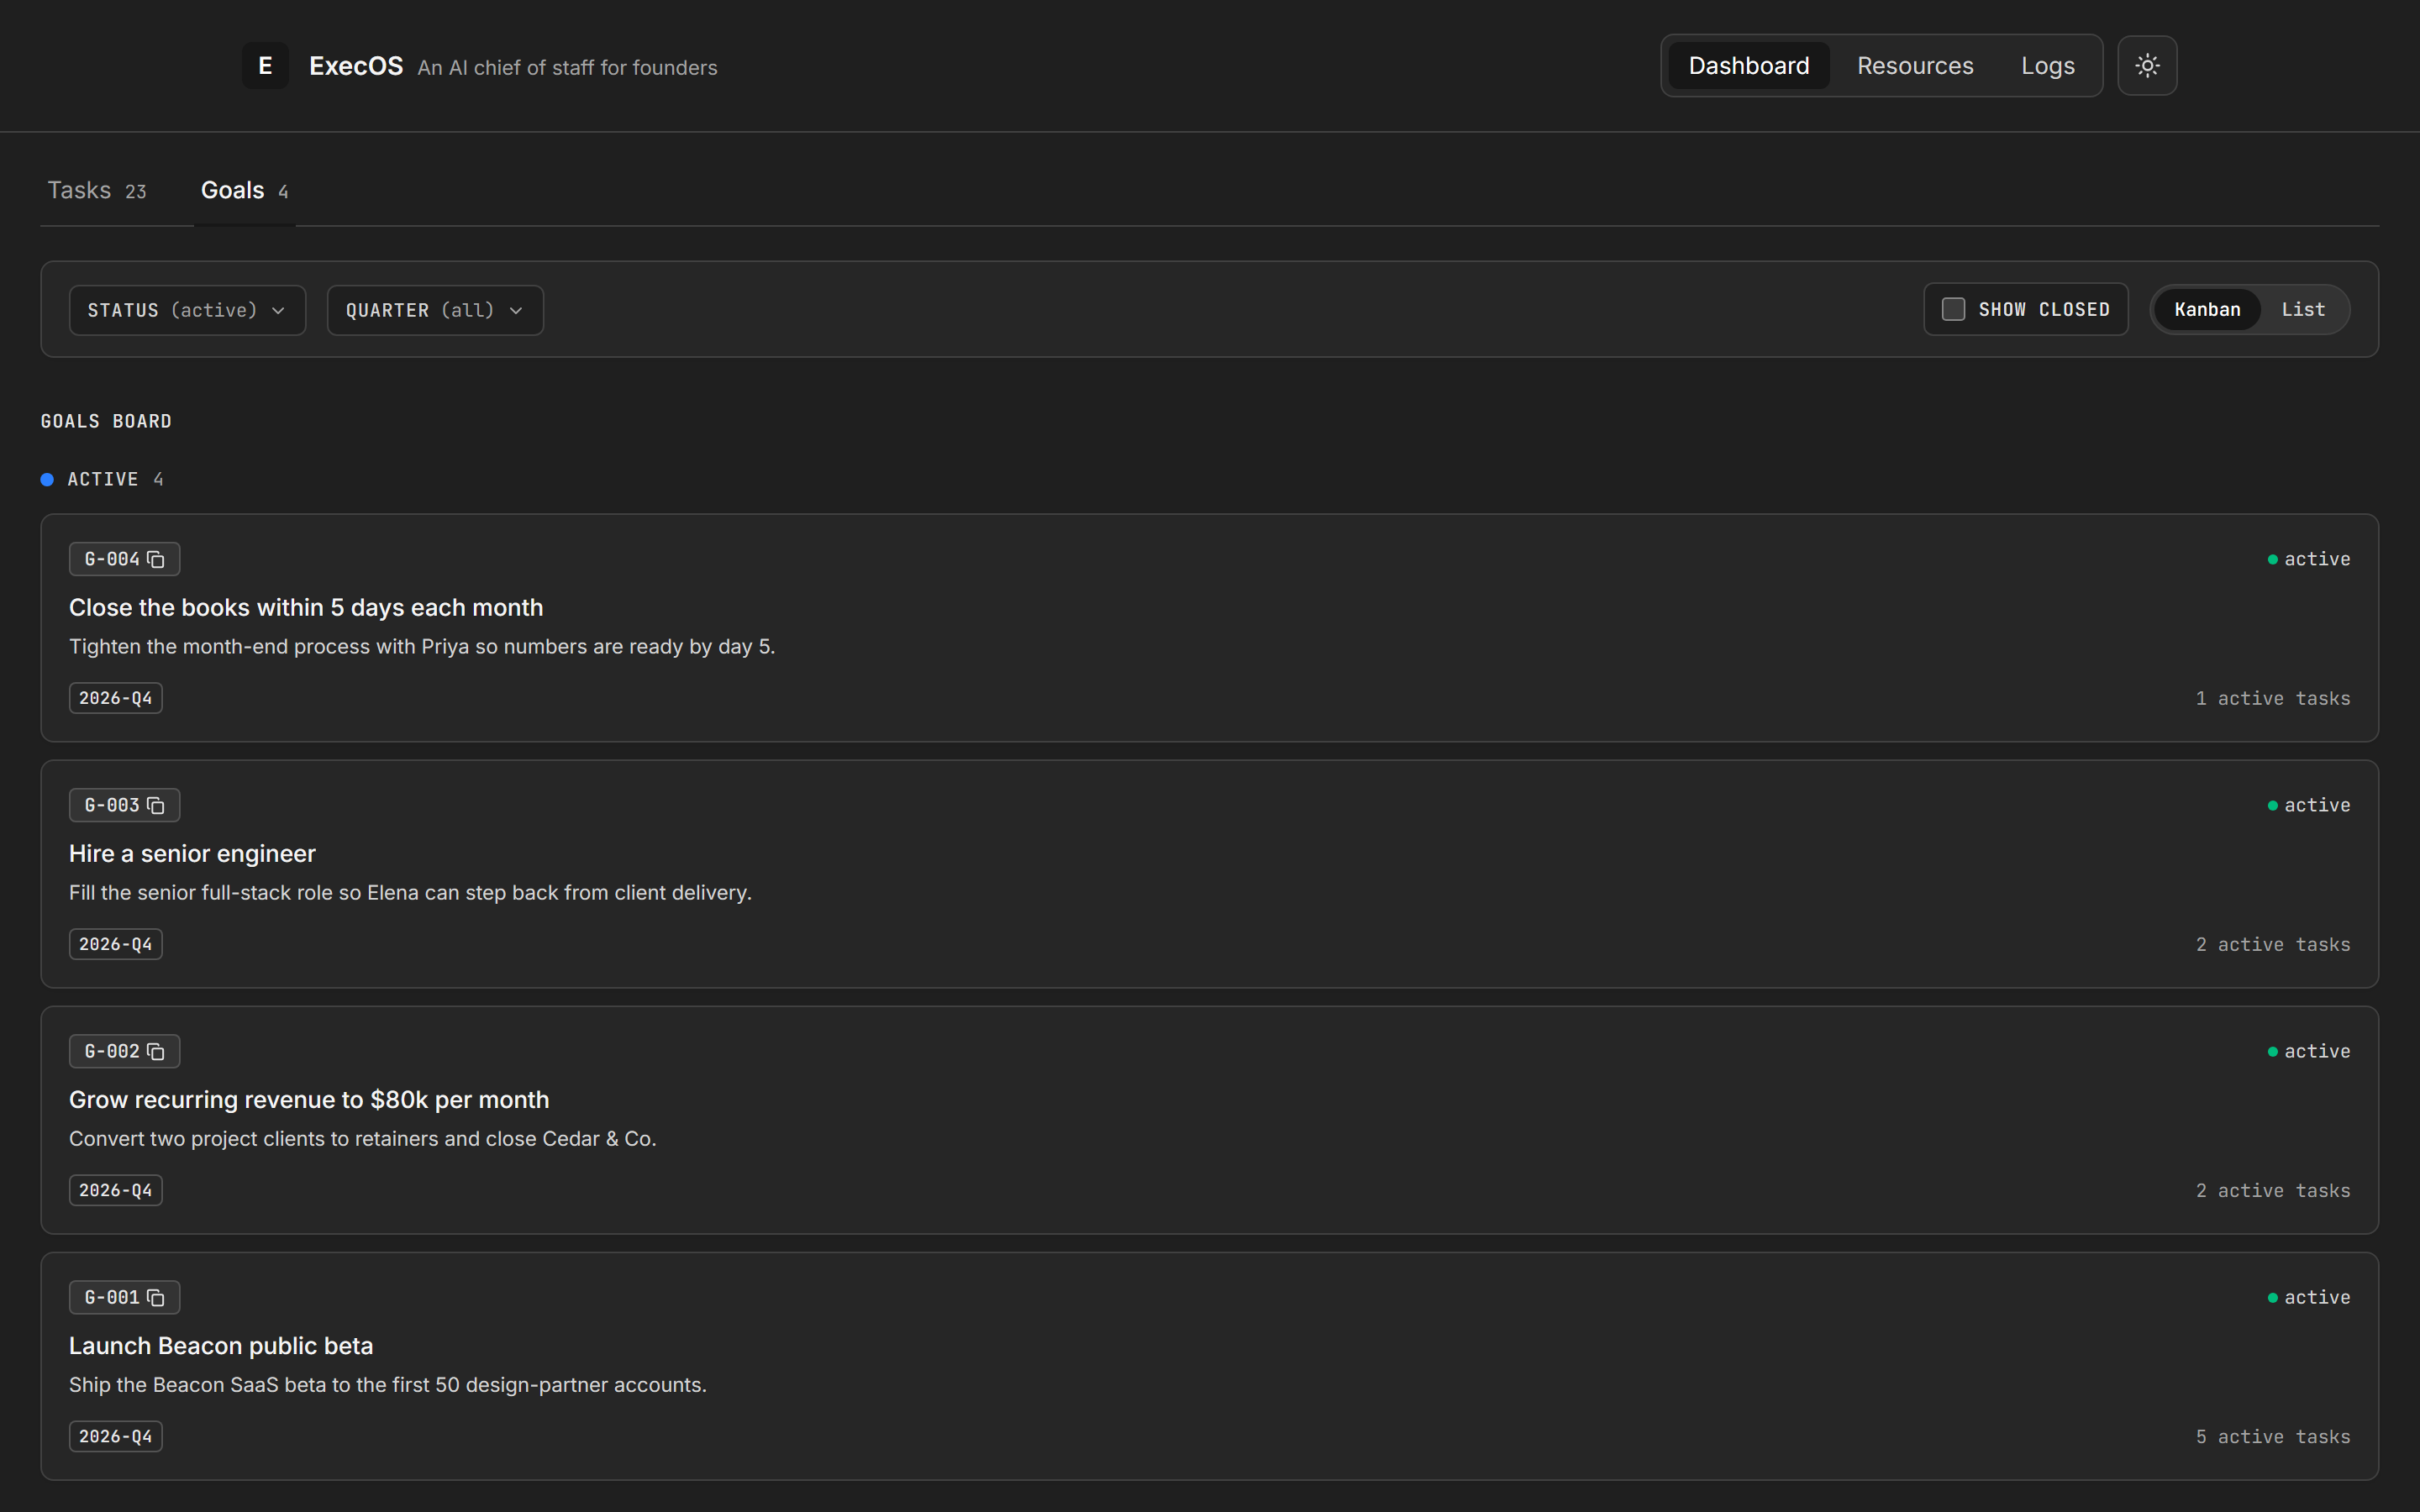 E ExecOS An AI chief of staff for founders Dashboard Resources Logs
Tasks 23 Goals 4
STATUS (active) QUARTER (all) SHOW CLOSED Kanban List
GOALS BOARD
ACTIVE 4
G-004 active
Close the books within 5 days each month
Tighten the month-end process with Priya so numbers are ready by day 5.
2026-Q4 1 active tasks
G-003 active
Hire a senior engineer
Fill the senior full-stack role so Elena can step back from client delivery.
2026-Q4 2 active tasks
G-002 active
Grow recurring revenue to $80k per month
Convert two project clients to retainers and close Cedar & Co.
2026-Q4 2 active tasks
G-001 active
Launch Beacon public beta
Ship the Beacon SaaS beta to the first 50 design-partner accounts.
2026-Q4 5 active tasks